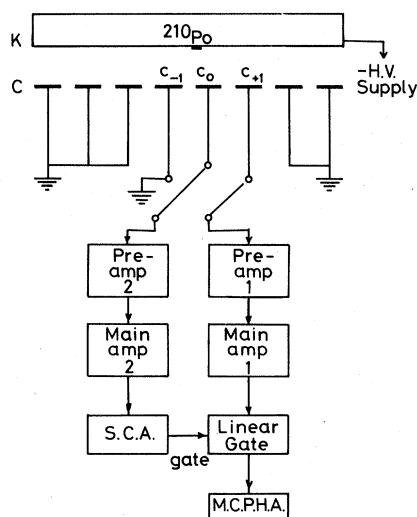 K
210Po
C
C-1
Co
C+1
-H.V.
Supply
Pre-
amp
2
Pre-
amp
1
Main
amp
2
Main
amp
1
S.C.A.
gate
Linear
Gate
M.C.P.H.A.